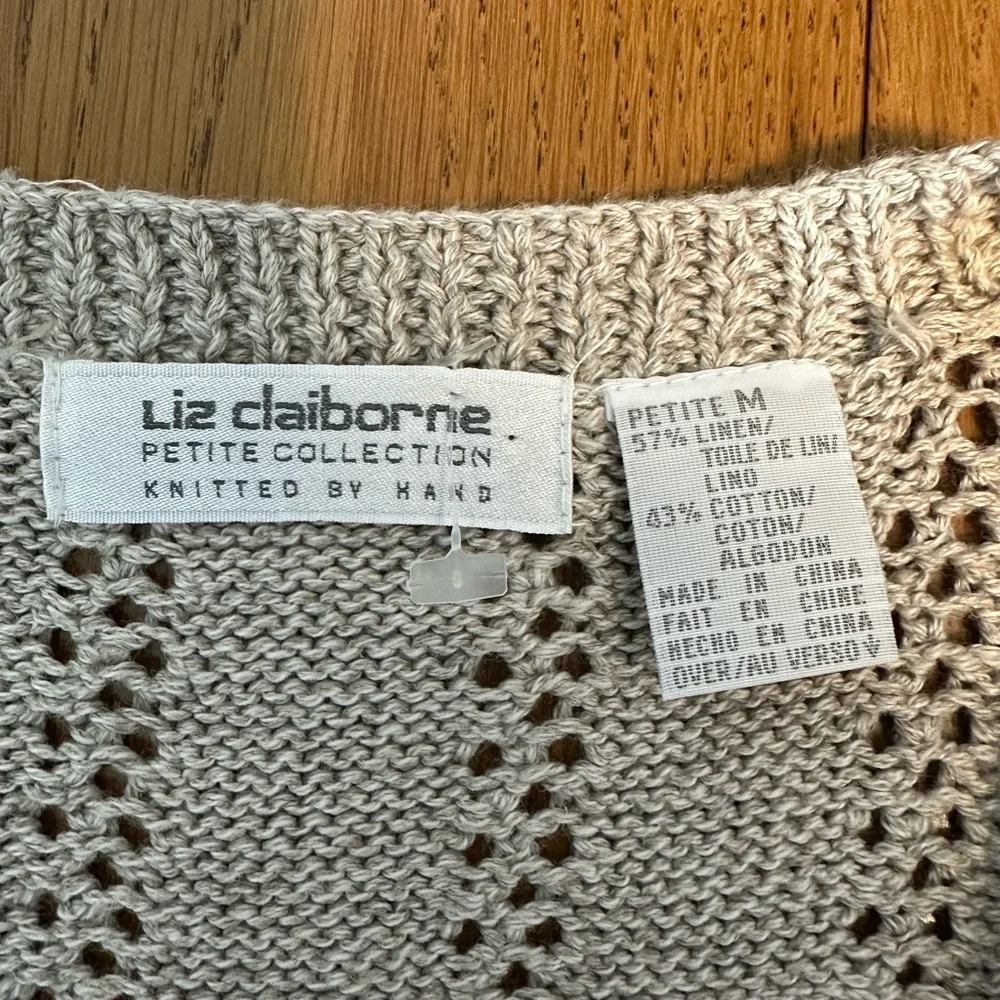 Liz claiborne
PETITE COLLECTION
KNITTED BY HAND
PETITE M
57% LINEN/
TOILE DE LIN/
LINO
43% COTTON/
COTON/
ALGODON
MADE IN CHINA
FAIT EN CHINE
HECHO EN CHINA
OVER/AU VERSO V